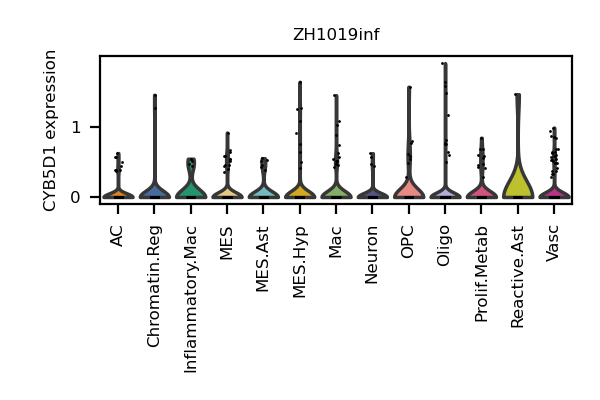 ZH1019inf
CYB5D1 expression
1
0
AC
Chromatin.Reg
Inflammatory.Mac
MES
MES.Ast
MES.Hyp
Mac
Neuron
OPC
Oligo
Prolif.Metab
Reactive.Ast
Vasc